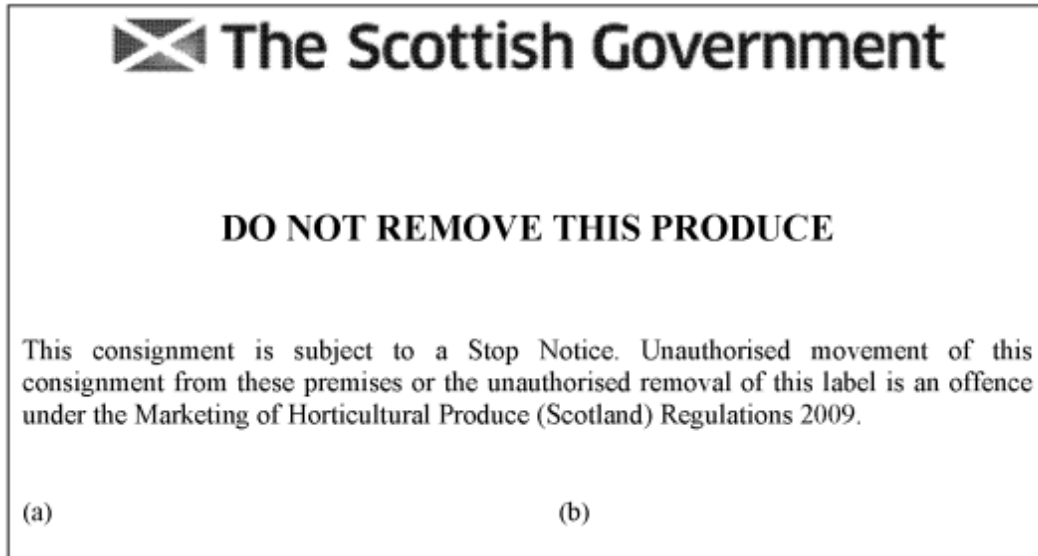 The Scottish Government
DO NOT REMOVE THIS PRODUCE
This consignment is subject to a Stop Notice. Unauthorised movement of this
consignment from these premises or the unauthorised removal of this label is an offence
under the Marketing of Horticultural Produce (Scotland) Regulations 2009.
(a) (b)